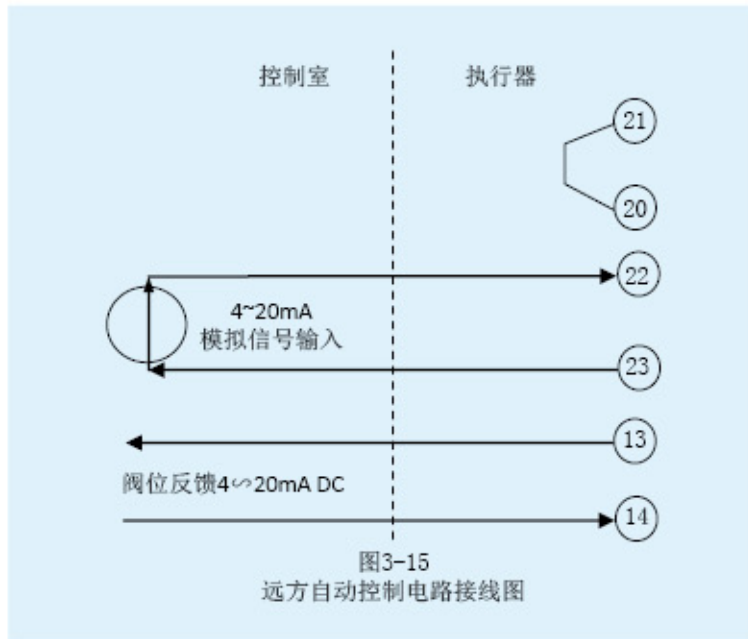 控制室 执行器
21
20
22
4~20mA
模拟信号输入
23
13
阀位反馈4∽20mA DC
14
图3-15
远方自动控制电路接线图